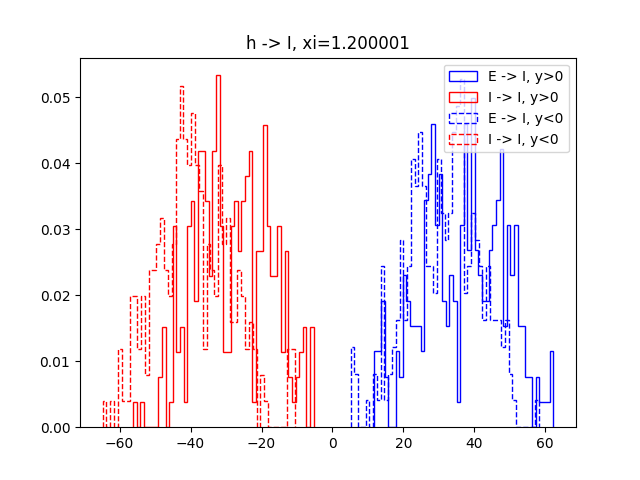 h -> I, xi=1.200001
E -> I, y>0
I -> I, y>0
E -> I, y<0
I -> I, y<0
0.05
0.04
0.03
0.02
0.01
0.00
−60 −40 −20 0 20 40 60